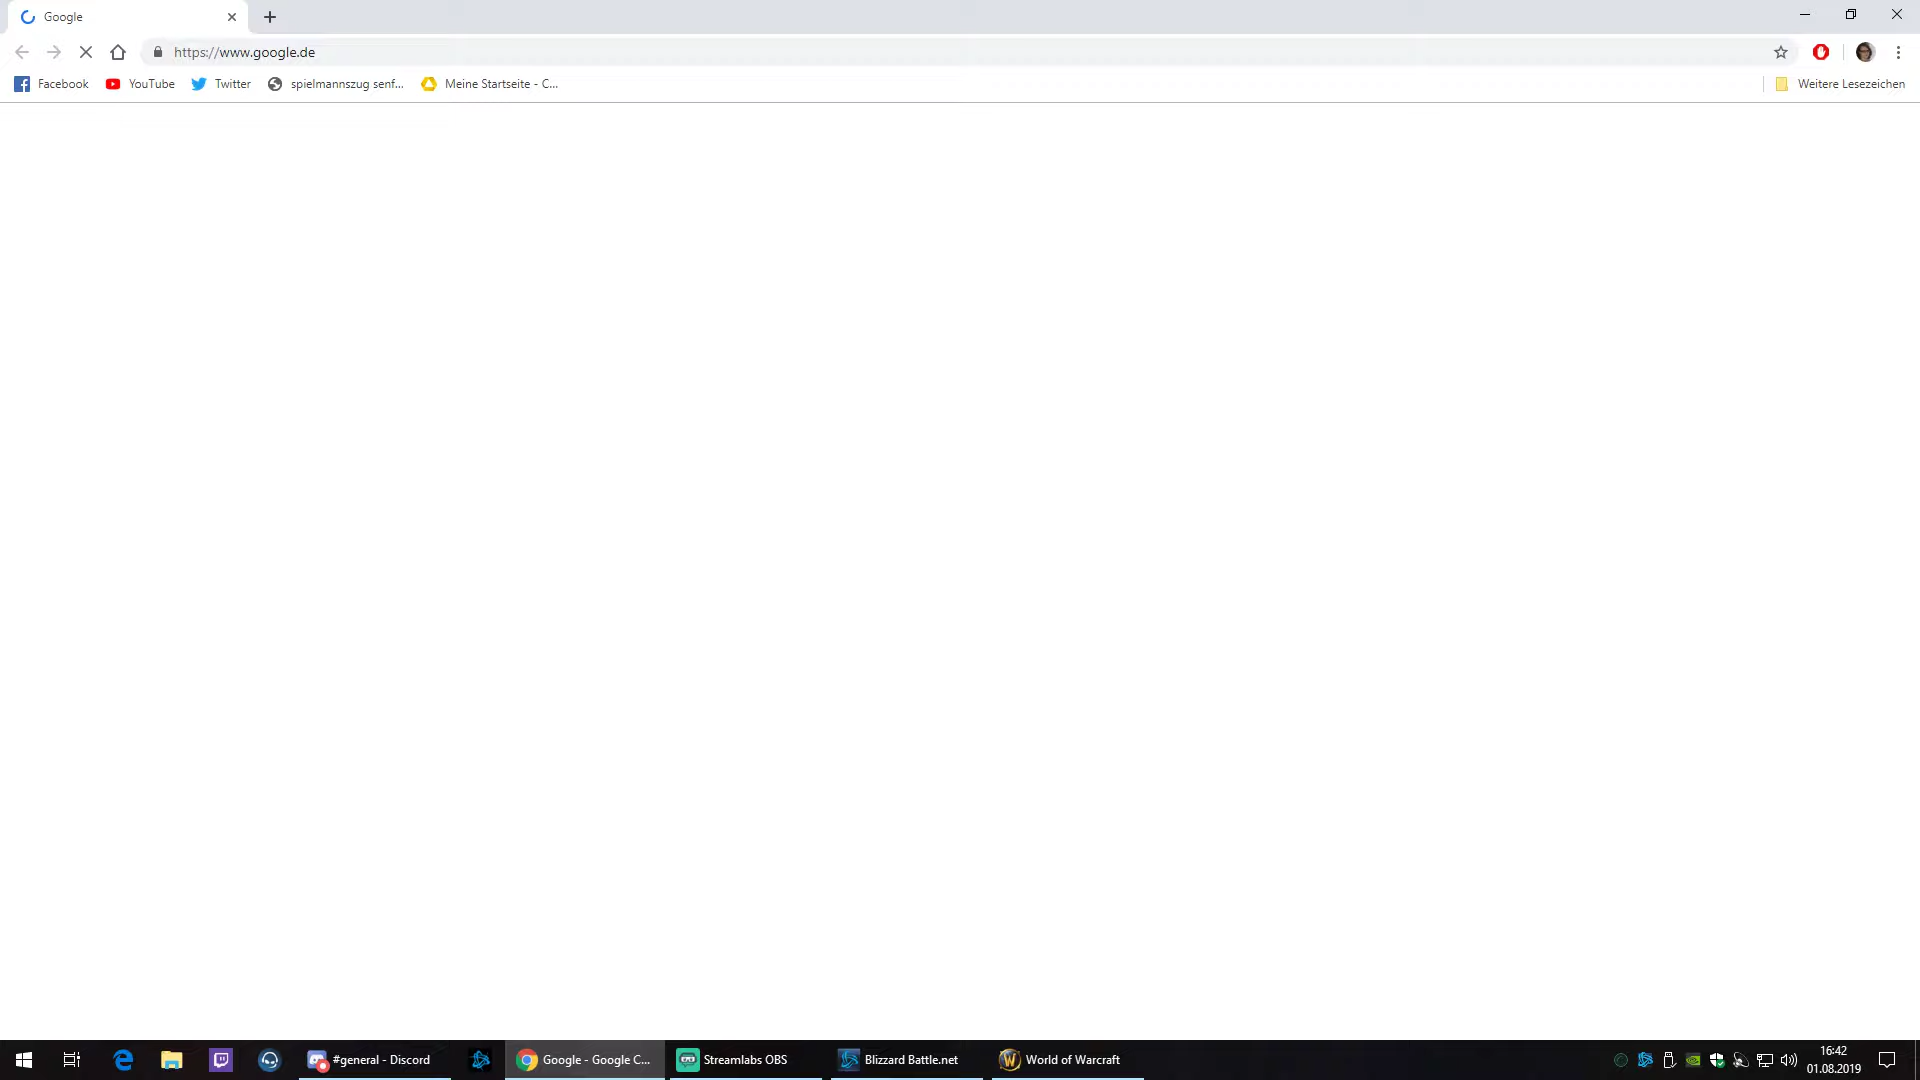 Google
https://www.google.de
Facebook YouTube Twitter spielmannszug senf... Meine Startseite - C... Weitere Lesezeichen
#general - Discord Google - Google C... Streamlabs OBS Blizzard Battle.net World of Warcraft
16:42
01.08.2019